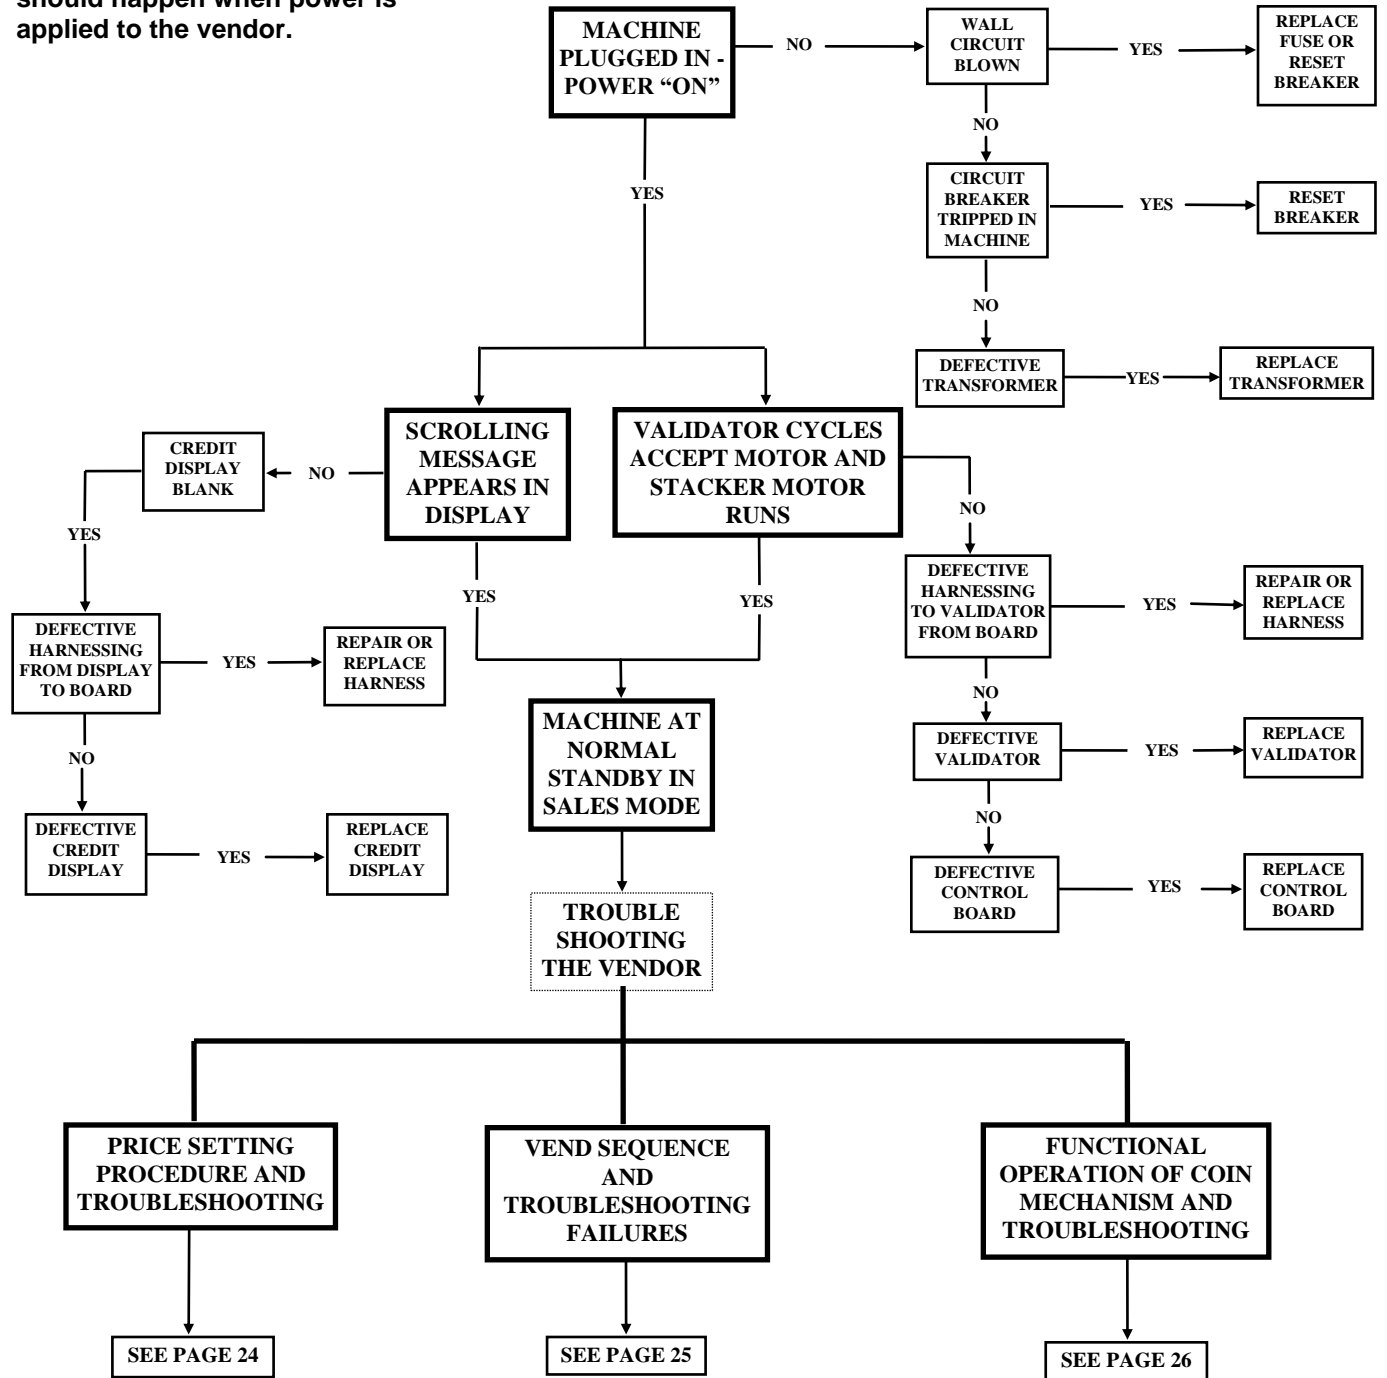 should happen when power is
applied to the vendor.
MACHINE
PLUGGED IN -
POWER “ON”
NO
WALL
CIRCUIT
BLOWN
YES
REPLACE
FUSE OR
RESET
BREAKER
NO
YES
CIRCUIT
BREAKER
TRIPPED IN
MACHINE
YES
RESET
BREAKER
NO
DEFECTIVE
TRANSFORMER
YES
REPLACE
TRANSFORMER
CREDIT
DISPLAY
BLANK
NO
SCROLLING
MESSAGE
APPEARS IN
DISPLAY
VALIDATOR CYCLES
ACCEPT MOTOR AND
STACKER MOTOR
RUNS
NO
YES
YES
YES
DEFECTIVE
HARNESSING
TO VALIDATOR
FROM BOARD
YES
REPAIR OR
REPLACE
HARNESS
DEFECTIVE
HARNESSING
FROM DISPLAY
TO BOARD
YES
REPAIR OR
REPLACE
HARNESS
NO
MACHINE AT
NORMAL
STANDBY IN
SALES MODE
DEFECTIVE
VALIDATOR
YES
REPLACE
VALIDATOR
NO
NO
DEFECTIVE
CREDIT
DISPLAY
YES
REPLACE
CREDIT
DISPLAY
DEFECTIVE
CONTROL
BOARD
YES
REPLACE
CONTROL
BOARD
TROUBLE
SHOOTING
THE VENDOR
PRICE SETTING
PROCEDURE AND
TROUBLESHOOTING
VEND SEQUENCE
AND
TROUBLESHOOTING
FAILURES
FUNCTIONAL
OPERATION OF COIN
MECHANISM AND
TROUBLESHOOTING
SEE PAGE 24
SEE PAGE 25
SEE PAGE 26